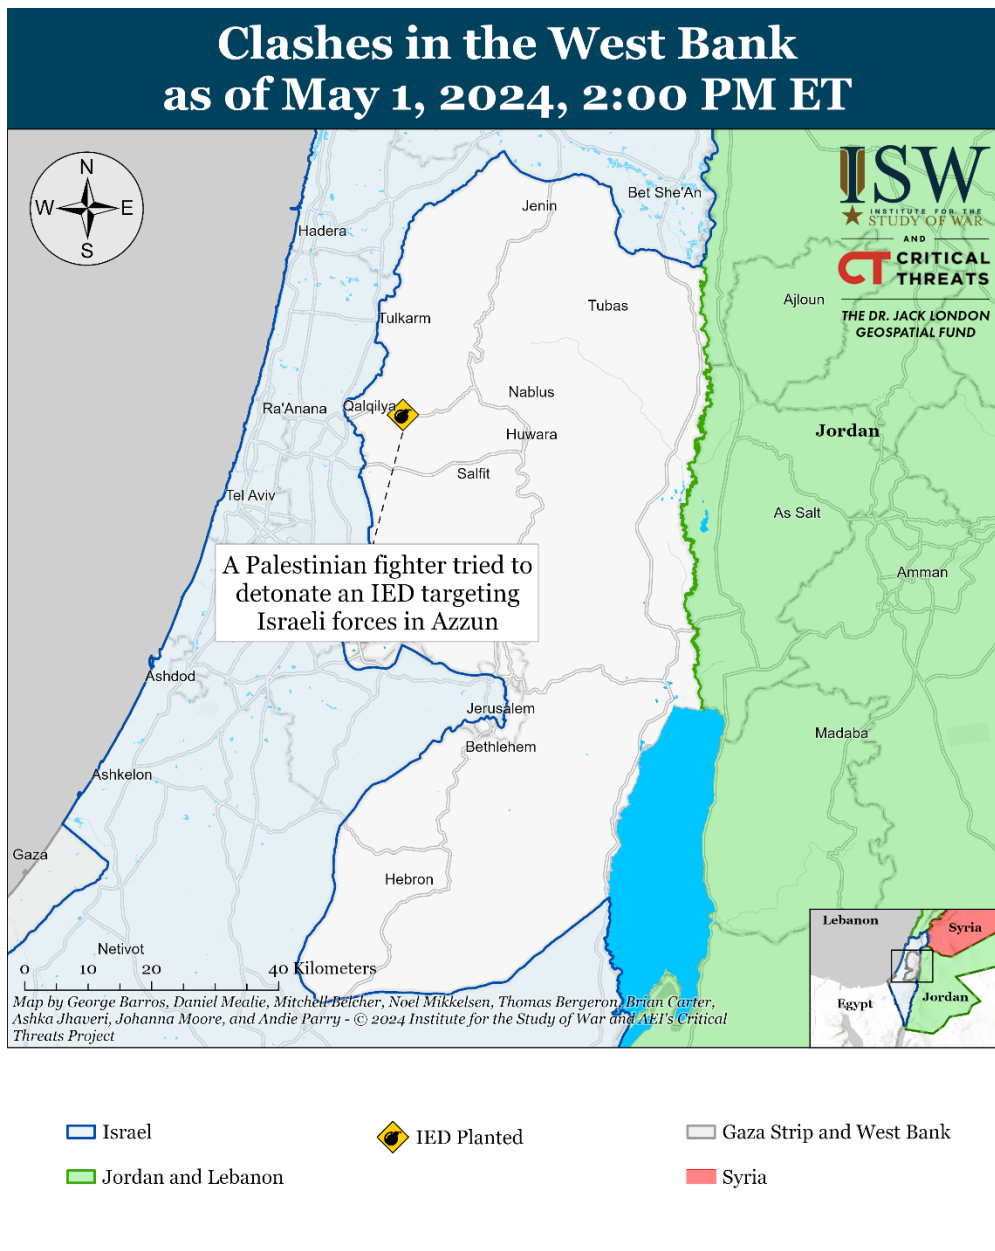 Clashes in the West Bank
as of May 1, 2024, 2:00 PM ET
N
W
E
S
ISW
INSTITUTE FOR THE
STUDY OF WAR
AND
CT CRITICAL
THREATS
THE DR. JACK LONDON
GEOSPATIAL FUND
Bet She'An
Jenin
Hadera
Ajloun
Tubas
Tulkarm
Nablus
Ra'Anana
Qalqilya
Huwara
Jordan
Salfit
Tel Aviv
As Salt
Amman
A Palestinian fighter tried to
detonate an IED targeting
Israeli forces in Azzun
Ashdod
Jerusalem
Madaba
Bethlehem
Ashkelon
Gaza
Hebron
Netivot
Lebanon
Syria
Egypt
Jordan
0 10 20 40 Kilometers
Map by George Barros, Daniel Mealie, Mitchell Belcher, Noel Mikkelsen, Thomas Bergeron, Brian Carter,
Ashka Jhaveri, Johanna Moore, and Andie Parry - © 2024 Institute for the Study of War and AEI's Critical
Threats Project
Israel
IED Planted
Gaza Strip and West Bank
Jordan and Lebanon
Syria